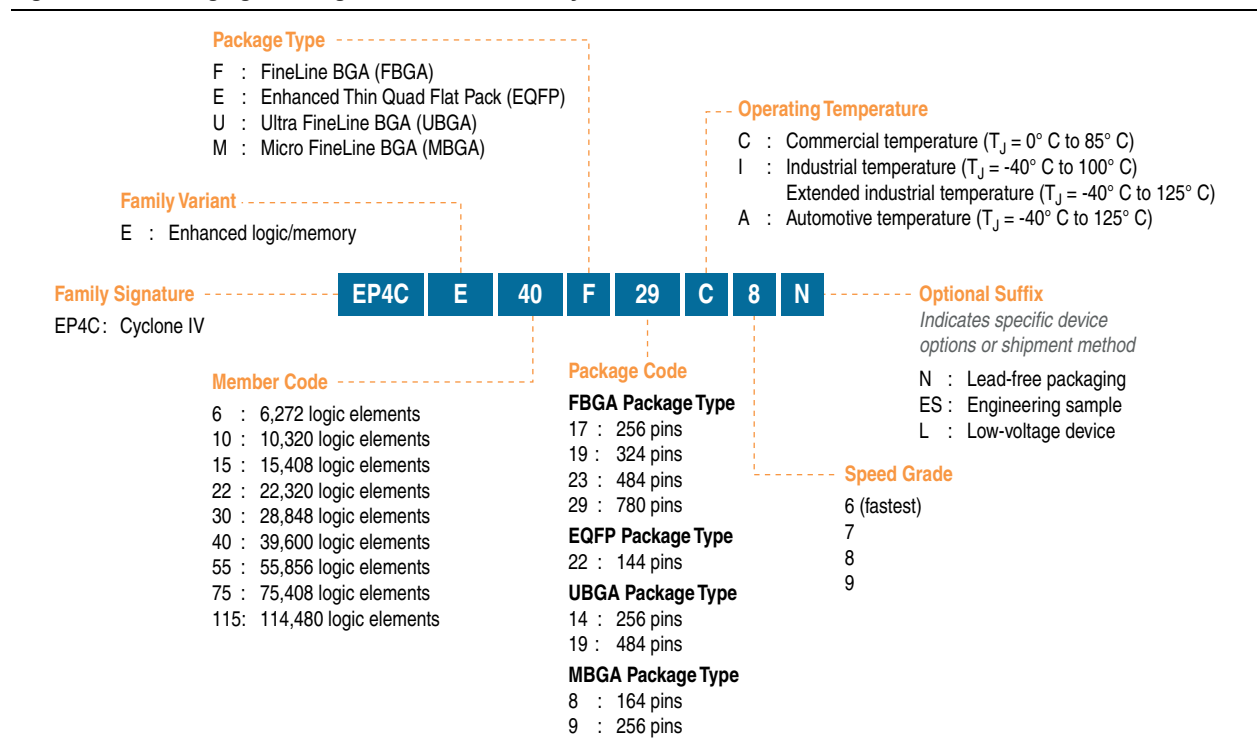 Package Type
F : FineLine BGA (FBGA)
E : Enhanced Thin Quad Flat Pack (EQFP)
U : Ultra FineLine BGA (UBGA)
M : Micro FineLine BGA (MBGA)
Operating Temperature
C : Commercial temperature (TJ = 0° C to 85° C)
I : Industrial temperature (TJ = -40° C to 100° C)
Extended industrial temperature (TJ = -40° C to 125° C)
A : Automotive temperature (TJ = -40° C to 125° C)
Family Variant
E : Enhanced logic/memory
Family Signature
EP4C : Cyclone IV
EP4C E 40 F 29 C 8 N
Optional Suffix
Indicates specific device
options or shipment method
N : Lead-free packaging
ES : Engineering sample
L : Low-voltage device
Member Code
6 : 6,272 logic elements
10 : 10,320 logic elements
15 : 15,408 logic elements
22 : 22,320 logic elements
30 : 28,848 logic elements
40 : 39,600 logic elements
55 : 55,856 logic elements
75 : 75,408 logic elements
115: 114,480 logic elements
Package Code
FBGA Package Type
17 : 256 pins
19 : 324 pins
23 : 484 pins
29 : 780 pins
EQFP Package Type
22 : 144 pins
UBGA Package Type
14 : 256 pins
19 : 484 pins
MBGA Package Type
8 : 164 pins
9 : 256 pins
Speed Grade
6 (fastest)
7
8
9